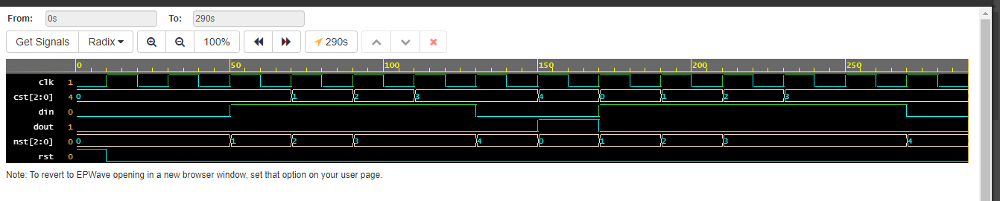 From: 0s To: 290s
Get Signals Radix 100% 290s
0 50 100 150 200 250
clk 1
cst[2:0] 4 0 1 2 3 4 0 1 2 3
din 0
dout 1
nst[2:0] 0 0 1 2 3 4 0 1 2 3 4
rst 0
Note: To revert to EPWave opening in a new browser window, set that option on your user page.